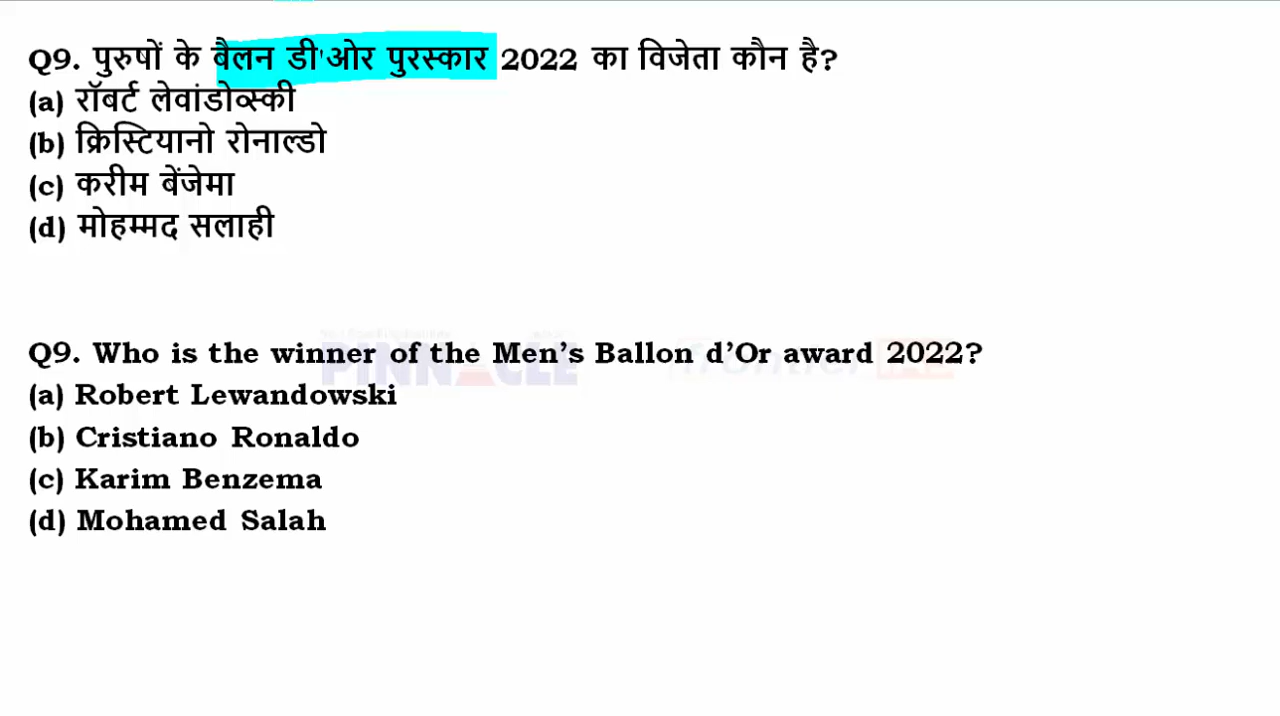 Q9. पुरुषों के बैलन डी'ओर पुरस्कार 2022 का विजेता कौन है?
(a) रॉबर्ट लेवांडोव्स्की
(b) क्रिस्टियानो रोनाल्डो
(c) करीम बेंजेमा
(d) मोहम्मद सलाही
Q9. Who is the winner of the Men’s Ballon d’Or award 2022?
(a) Robert Lewandowski
(b) Cristiano Ronaldo
(c) Karim Benzema
(d) Mohamed Salah
PINNACLE